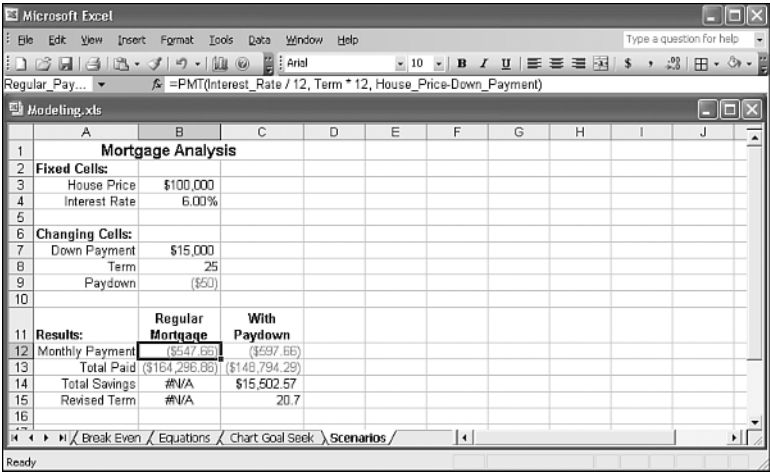 Microsoft Excel
File Edit View Insert Format Tools Data Window Help Type a question for help
Arial 10 B I U $ ,
Regular_Pay... fx =PMT(Interest_Rate / 12, Term * 12, House_Price-Down_Payment)
Modeling.xls
A B C D E F G H I J
1 Mortgage Analysis
2 Fixed Cells:
3 House Price $100,000
4 Interest Rate 6.00%
5
6 Changing Cells:
7 Down Payment $15,000
8 Term 25
9 Paydown ($50)
10
Regular With
11 Results: Mortgage Paydown
12 Monthly Payment ($547.66) ($597.66)
13 Total Paid ($164,296.86) ($148,794.29)
14 Total Savings #N/A $15,502.57
15 Revised Term #N/A 20.7
16
Break Even / Equations / Chart Goal Seek \ Scenarios /
Ready